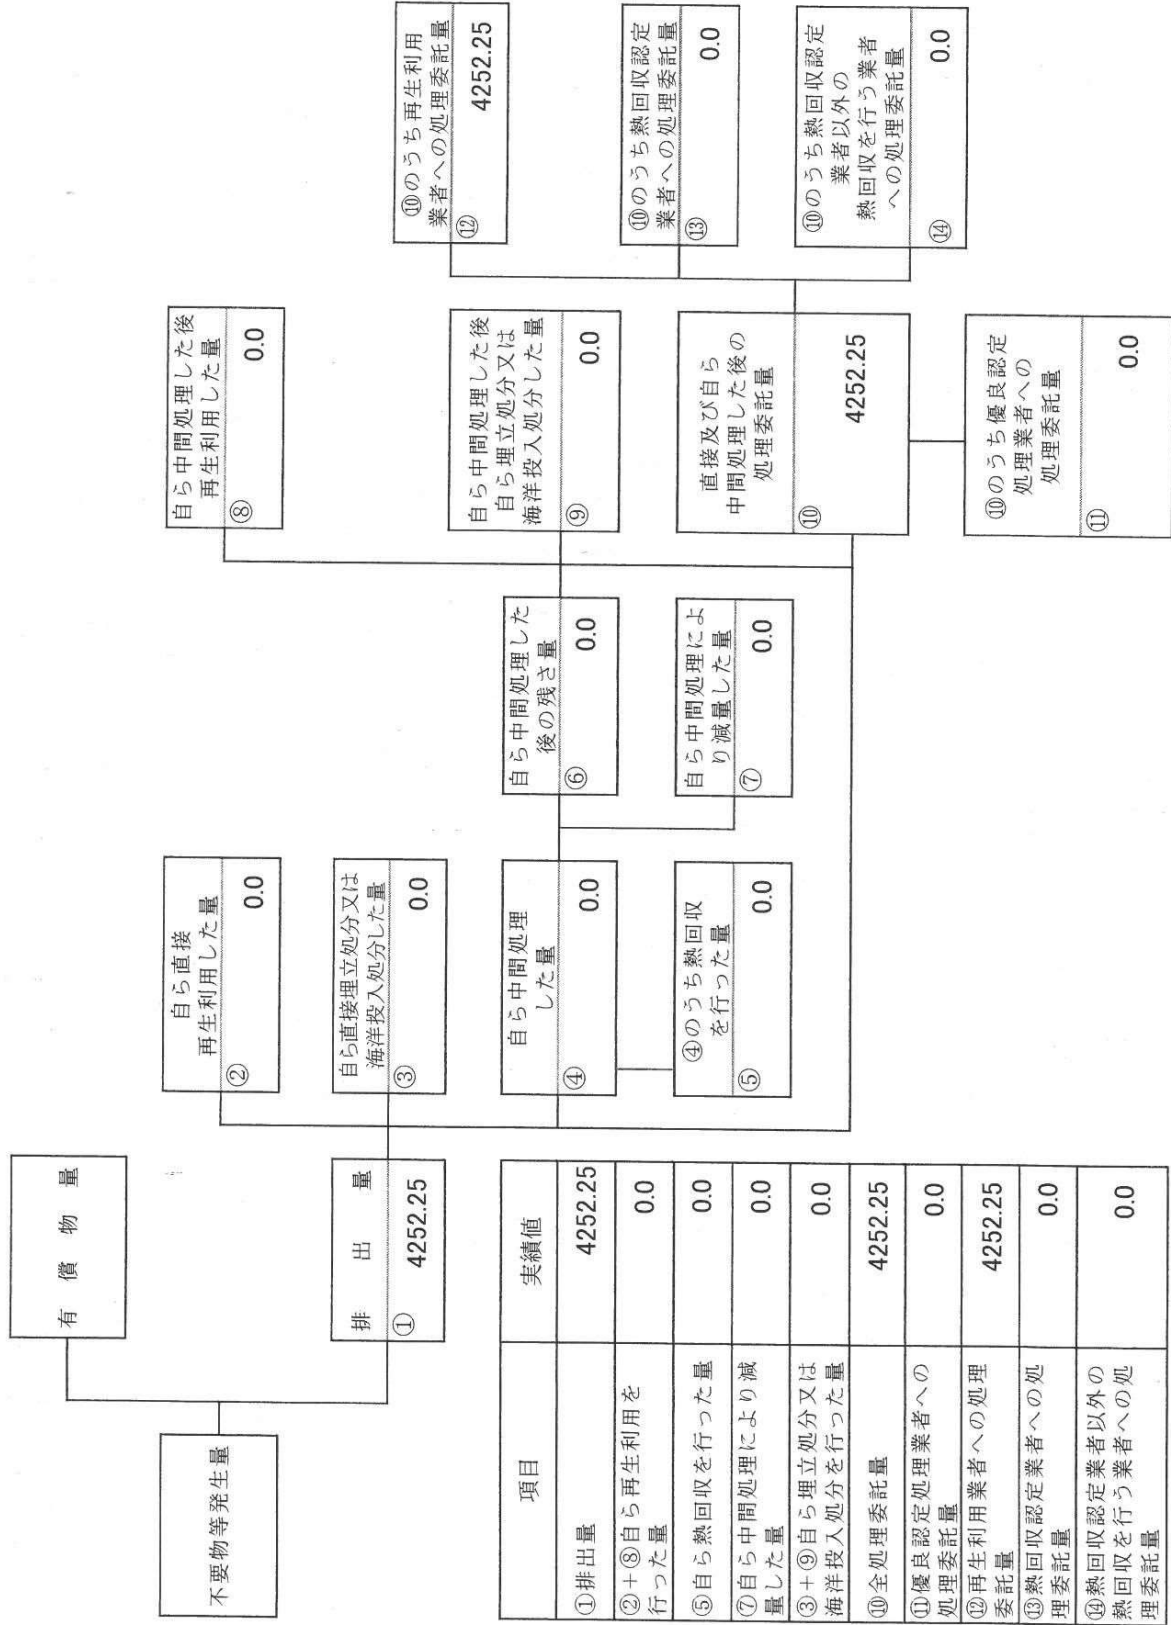 不要物等発生量
有償物量
排出量
① 4252.25
自ら直接
再生利用した量
② 0.0
自ら直接埋立処分又は
海洋投入処分した量
③ 0.0
自ら中間処理
した量
④ 0.0
④のうち熱回収
を行った量
⑤ 0.0
自ら中間処理した
後の残さ量
⑥ 0.0
自ら中間処理によ
り減量した量
⑦ 0.0
自ら中間処理した後
再生利用した量
⑧ 0.0
自ら中間処理した後
自ら埋立処分又は
海洋投入処分した量
⑨ 0.0
直接及び自ら
中間処理した後の
処理委託量
⑩ 4252.25
⑩のうち優良認定
処理業者への
処理委託量
⑪ 0.0
⑩のうち再生利用
業者への処理委託量
⑫ 4252.25
⑩のうち熱回収認定
業者への処理委託量
⑬ 0.0
⑩のうち熱回収認定
業者以外の
熱回収を行う業者
への処理委託量
⑭ 0.0
項目 実績値
①排出量 4252.25
②+⑧自ら再生利用を
行った量 0.0
⑤自ら熱回収を行った量 0.0
⑦自ら中間処理により減
量した量 0.0
③+⑨自ら埋立処分又は
海洋投入処分を行った量 0.0
⑩全処理委託量 4252.25
⑪優良認定処理業者への
処理委託量 0.0
⑫再生利用業者への処理
委託量 4252.25
⑬熱回収認定業者への処
理委託量 0.0
⑭熱回収認定業者以外の
熱回収を行う業者への処
理委託量 0.0